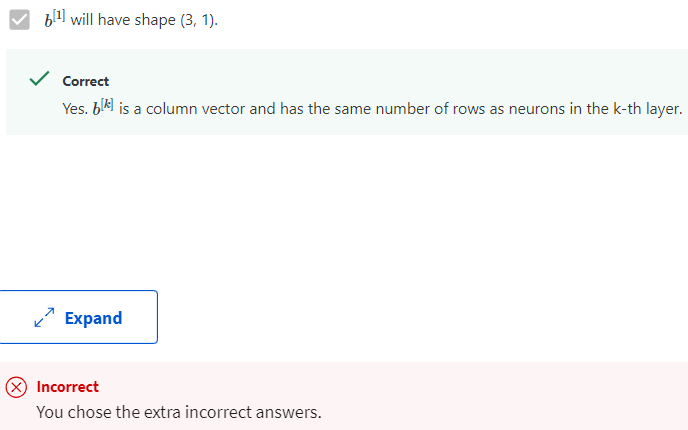 b[1] will have shape (3, 1).
Correct
Yes. b[k] is a column vector and has the same number of rows as neurons in the k-th layer.
Expand
Incorrect
You chose the extra incorrect answers.